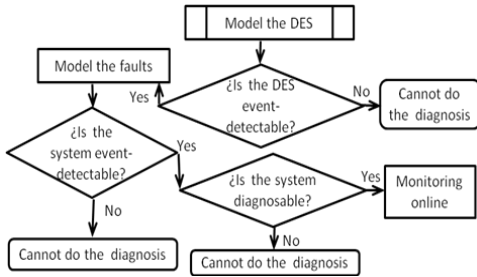 Model the DES
Model the faults
¿Is the DES
event-
detectable?
Yes
No
Cannot do
the diagnosis
¿Is the
system event-
detectable?
Yes
No
¿Is the system
diagnosable?
Yes
Monitoring
online
No
Cannot do the diagnosis
Cannot do the diagnosis